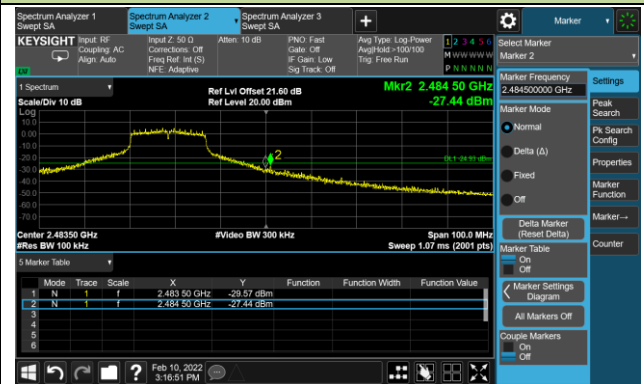 Spectrum Analyzer 1
Swept SA
Spectrum Analyzer 2
Swept SA
Spectrum Analyzer 3
Swept SA
Marker
KEYSIGHT
Input: RF
Coupling: AC
Align: Auto
Input Z: 50 Ω
Corrections: Off
Freq Ref: Int (S)
NFE: Adaptive
Atten: 10 dB
PNO: Fast
Gate: Off
IF Gain: Low
Sig Track: Off
Avg Type: Log-Power
Avg|Hold:>100/100
Trig: Free Run
1 2 3 4 5 6
M W W W W W
P N N N N N
Select Marker
Marker 2
1 Spectrum
Scale/Div 10 dB
Ref Lvl Offset 21.60 dB
Ref Level 20.00 dBm
Mkr2 2.484 50 GHz
-27.44 dBm
Log
10.0
0.00
-10.0
-20.0
-30.0
-40.0
-50.0
-60.0
-70.0
2
DL1 -24.93 dBm
Center 2.48350 GHz
#Res BW 100 kHz
#Video BW 300 kHz
Span 100.0 MHz
Sweep 1.07 ms (2001 pts)
5 Marker Table
Mode Trace Scale X Y Function Function Width Function Value
1 N 1 f 2.483 50 GHz -29.57 dBm
2 N 1 f 2.484 50 GHz -27.44 dBm
3
4
5
6
Feb 10, 2022
3:16:51 PM
Marker Frequency
2.484500000 GHz
Marker Mode
Normal
Delta (Δ)
Fixed
Off
Delta Marker
(Reset Delta)
Marker Table
On
Off
Marker Settings
Diagram
All Markers Off
Couple Markers
On
Off
Settings
Peak
Search
Pk Search
Config
Properties
Marker
Function
Marker→
Counter